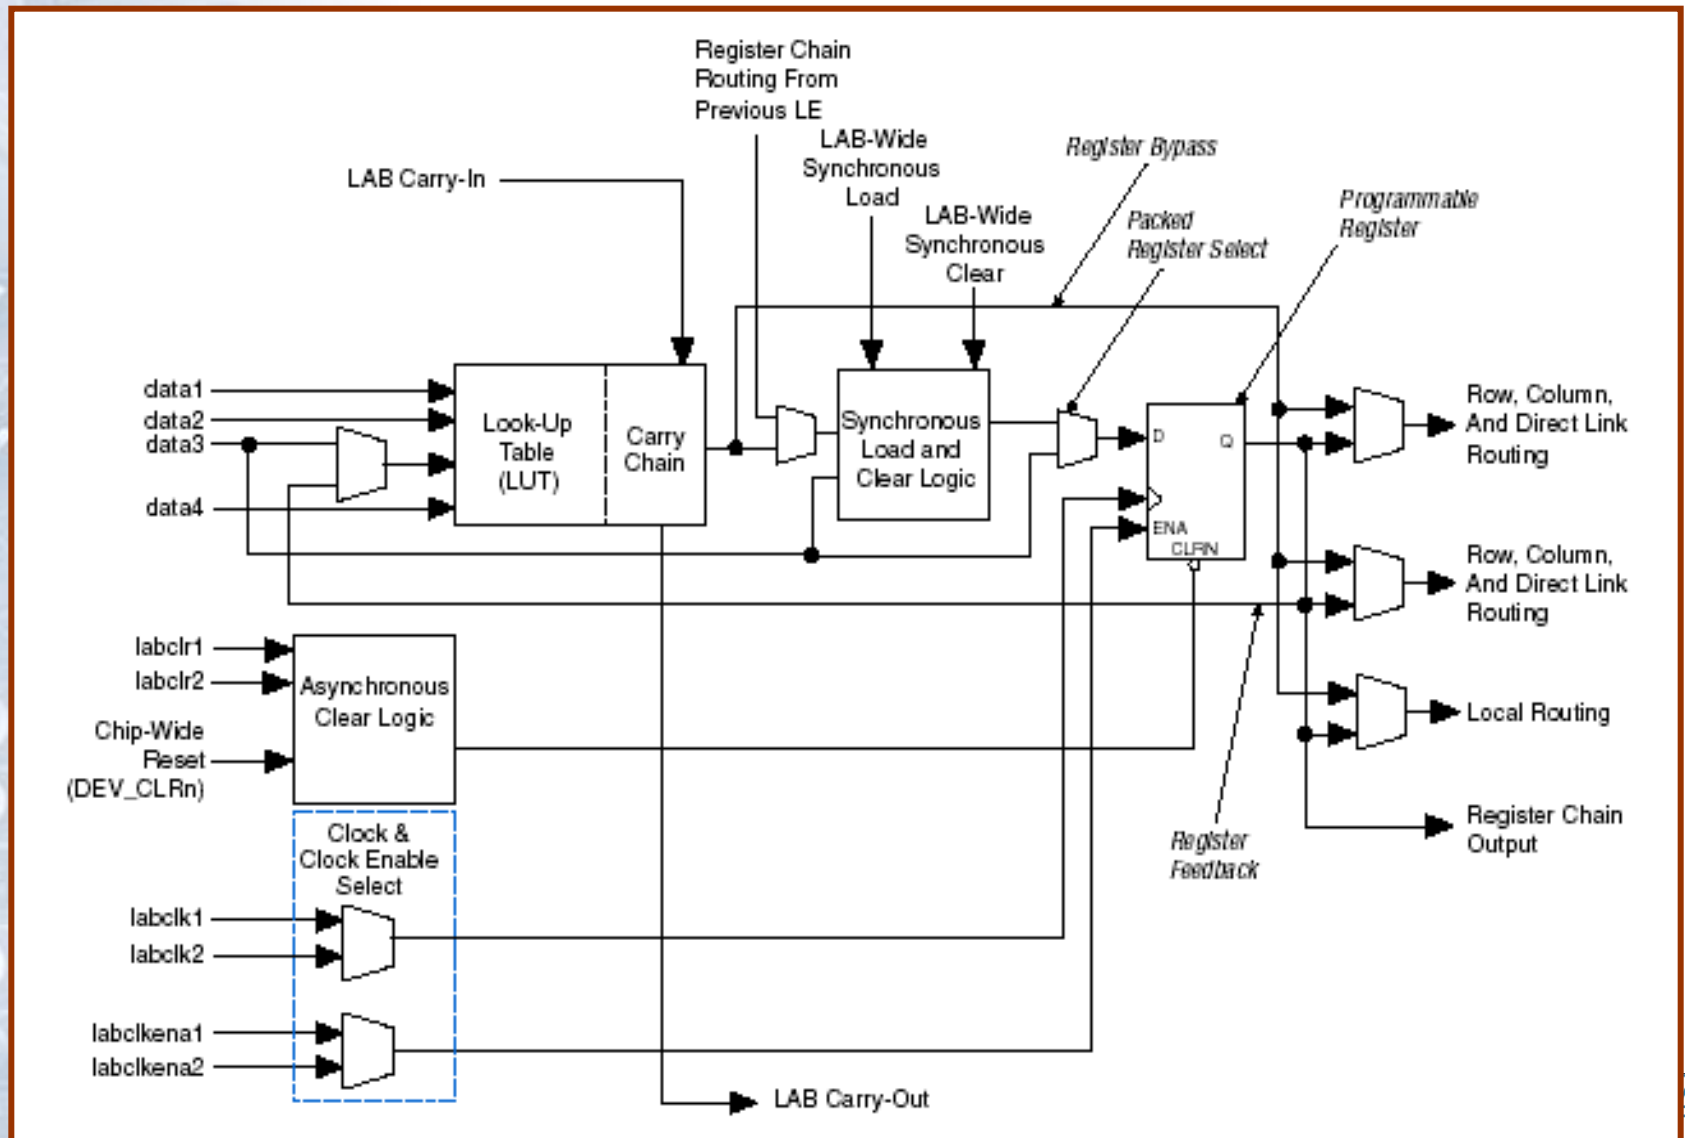 Register Chain
Routing From
Previous LE
LAB-Wide
Synchronous
Load
LAB-Wide
Synchronous
Clear
LAB Carry-In
Register Bypass
Packed
Register Select
Programmable
Register
data1
data2
data3
data4
Look-Up
Table
(LUT)
Carry
Chain
Synchronous
Load and
Clear Logic
D
Q
ENA
CLRN
Row, Column,
And Direct Link
Routing
Row, Column,
And Direct Link
Routing
Local Routing
Register Chain
Output
Register
Feedback
labclr1
labclr2
Chip-Wide
Reset
(DEV_CLRn)
Asynchronous
Clear Logic
Clock &
Clock Enable
Select
labclk1
labclk2
labclkena1
labclkena2
LAB Carry-Out